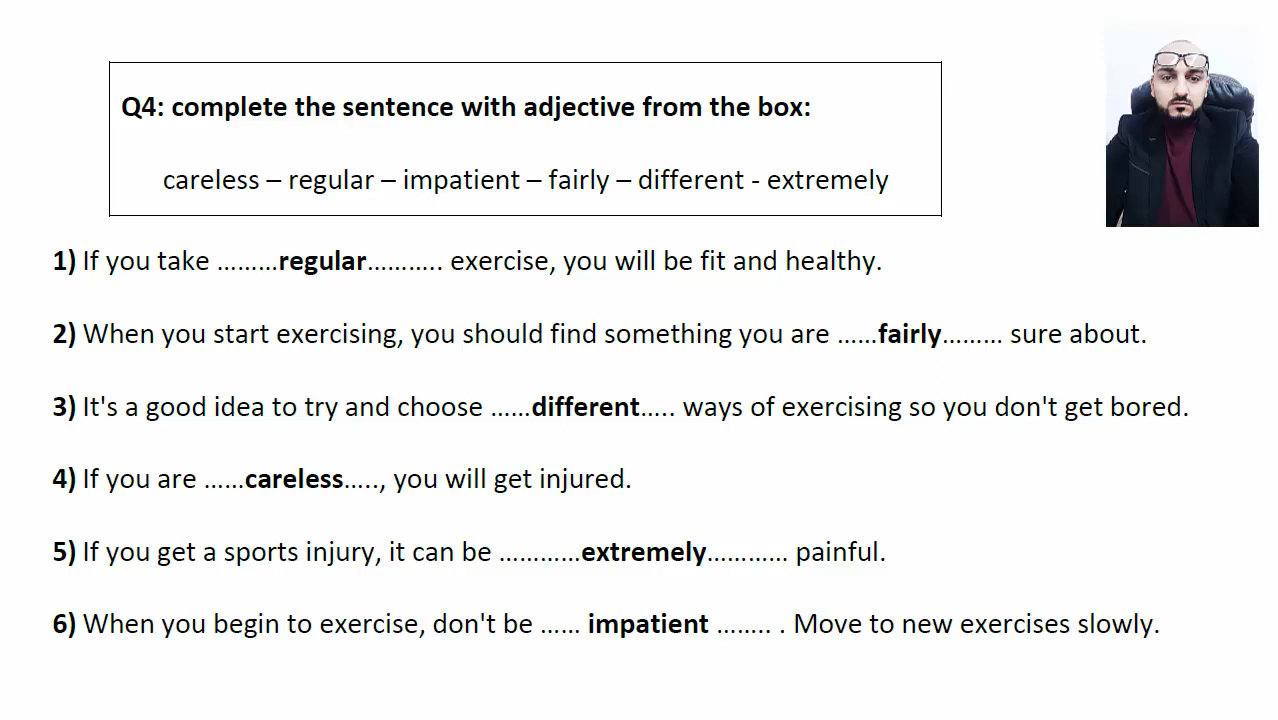 Q4: complete the sentence with adjective from the box:
careless – regular – impatient – fairly – different - extremely
1) If you take ………regular……….. exercise, you will be fit and healthy.
2) When you start exercising, you should find something you are ……fairly……… sure about.
3) It's a good idea to try and choose ……different….. ways of exercising so you don't get bored.
4) If you are ……careless….., you will get injured.
5) If you get a sports injury, it can be …………extremely………… painful.
6) When you begin to exercise, don't be …… impatient …….. . Move to new exercises slowly.